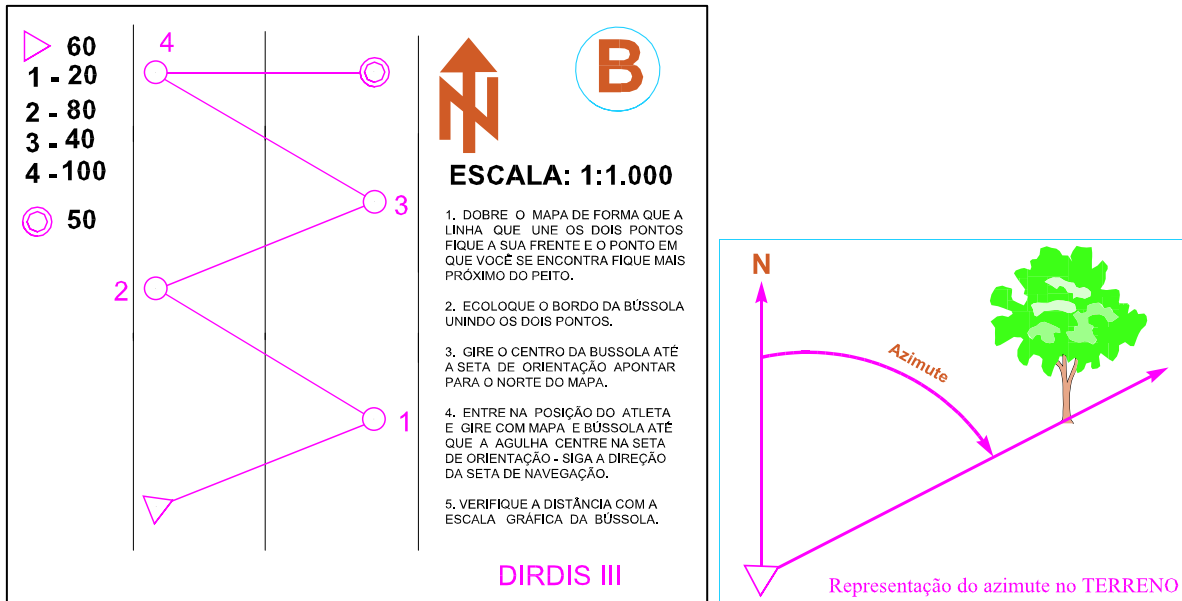 60
1 - 20
2 - 80
3 - 40
4 - 100
50
4
3
2
1
N
B
ESCALA: 1:1.000
1. DOBRE O MAPA DE FORMA QUE A
LINHA QUE UNE OS DOIS PONTOS
FIQUE A SUA FRENTE E O PONTO EM
QUE VOCÊ SE ENCONTRA FIQUE MAIS
PRÓXIMO DO PEITO.
2. ECOLOQUE O BORDO DA BÚSSOLA
UNINDO OS DOIS PONTOS.
3. GIRE O CENTRO DA BUSSOLA ATÉ
A SETA DE ORIENTAÇÃO APONTAR
PARA O NORTE DO MAPA.
4. ENTRE NA POSIÇÃO DO ATLETA
E GIRE COM MAPA E BÚSSOLA ATÉ
QUE A AGULHA CENTRE NA SETA
DE ORIENTAÇÃO - SIGA A DIREÇÃO
DA SETA DE NAVEGAÇÃO.
5. VERIFIQUE A DISTÂNCIA COM A
ESCALA GRÁFICA DA BÚSSOLA.
DIRDIS III
N
Azimute
Representação do azimute no TERRENO